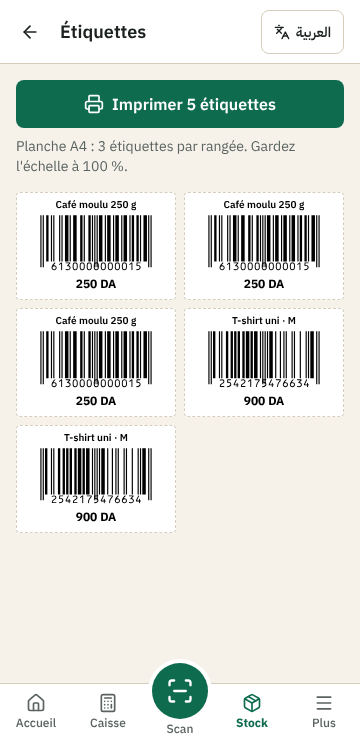 Étiquettes
العربية
Imprimer 5 étiquettes
Planche A4 : 3 étiquettes par rangée. Gardez
l'échelle à 100 %.
Café moulu 250 g
6130000000015
250 DA
Café moulu 250 g
6130000000015
250 DA
Café moulu 250 g
6130000000015
250 DA
T-shirt uni · M
2542175476634
900 DA
T-shirt uni · M
2542175476634
900 DA
Accueil
Caisse
Scan
Stock
Plus